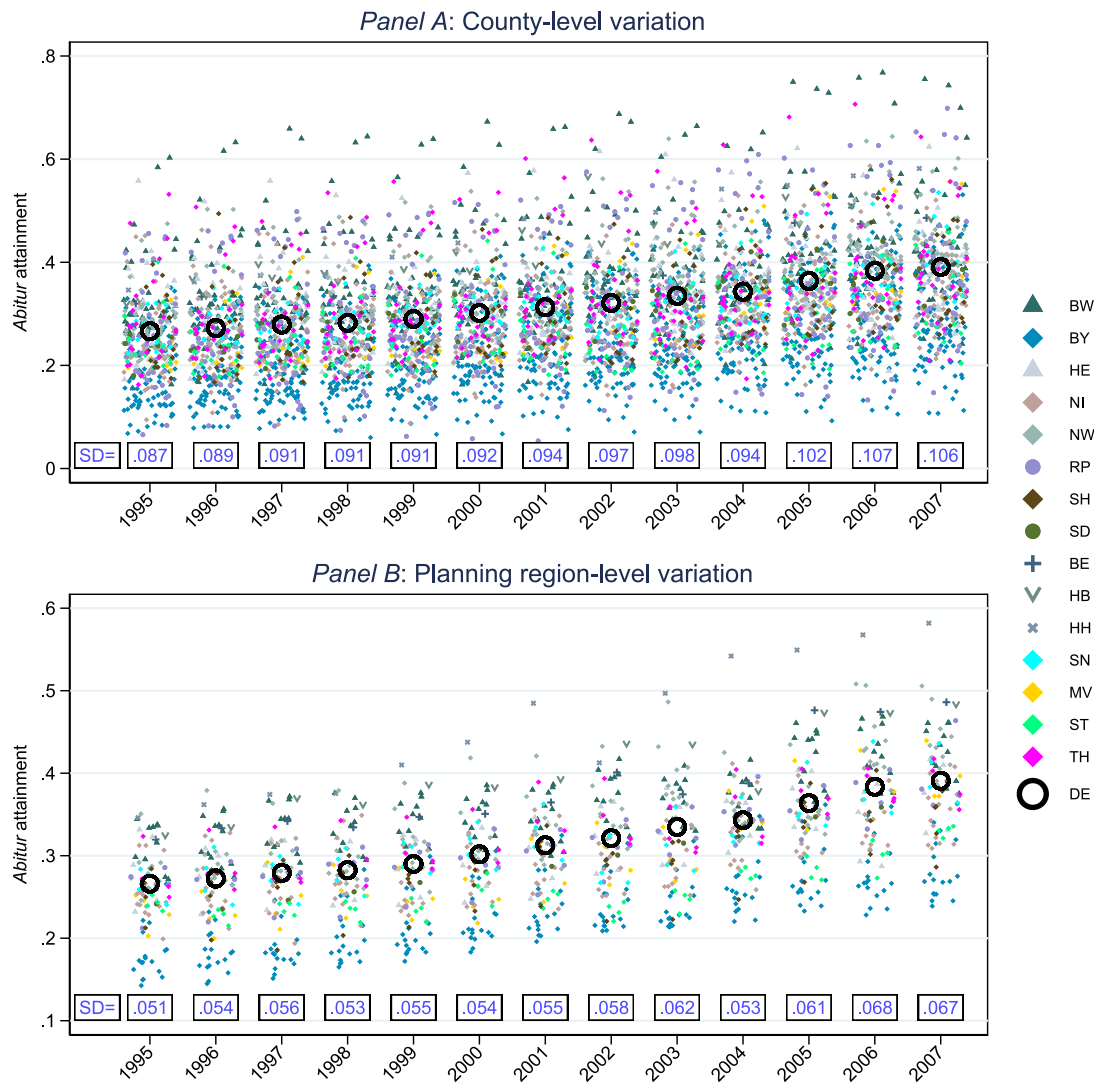 Panel A: County-level variation
.8
.6
.4
.2
0
Abitur attainment
SD= .087 .089 .091 .091 .091 .092 .094 .097 .098 .094 .102 .107 .106
1995 1996 1997 1998 1999 2000 2001 2002 2003 2004 2005 2006 2007
Panel B: Planning region-level variation
.6
.5
.4
.3
.2
.1
Abitur attainment
SD= .051 .054 .056 .053 .055 .054 .055 .058 .062 .053 .061 .068 .067
1995 1996 1997 1998 1999 2000 2001 2002 2003 2004 2005 2006 2007
BW
BY
HE
NI
NW
RP
SH
SD
BE
HB
HH
SN
MV
ST
TH
DE